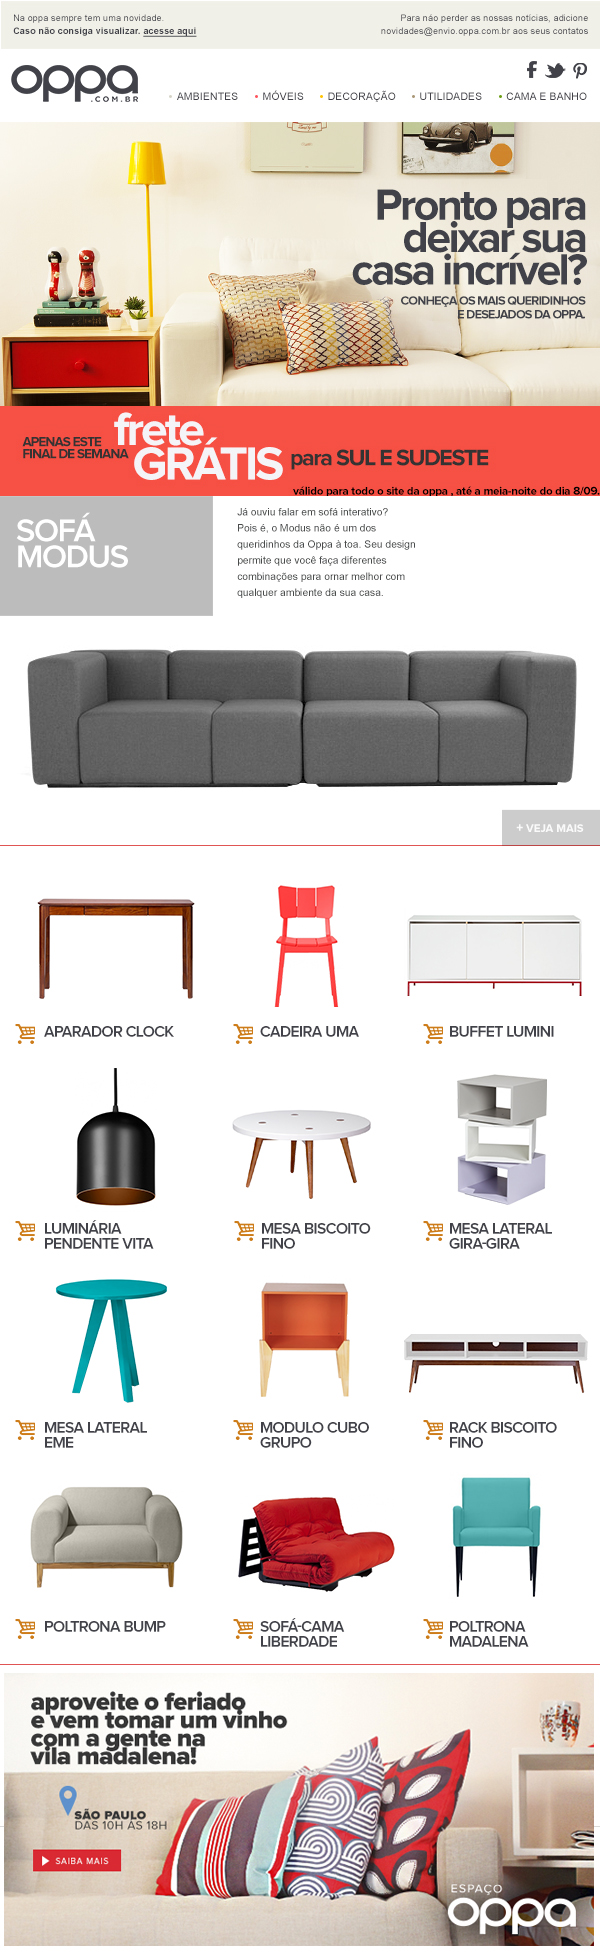 Na oppa sempre tem uma novidade.
Caso não consiga visualizar. acesse aqui
Para não perder as nossas notícias, adicione
novidades@envio.oppa.com.br aos seus contatos
oppa
.COM.BR
AMBIENTES
MÓVEIS
DECORAÇÃO
UTILIDADES
CAMA E BANHO
Pronto para
deixar sua
casa incrível?
CONHEÇA OS MAIS QUERIDINHOS
E DESEJADOS DA OPPA.
APENAS ESTE
FINAL DE SEMANA
frete
GRÁTIS
para SUL E SUDESTE
válido para todo o site da oppa , até a meia-noite do dia 8/09.
SOFÁ
MODUS
Já ouviu falar em sofá interativo?
Pois é, o Modus não é um dos
queridinhos da Oppa à toa. Seu design
permite que você faça diferentes
combinações para ornar melhor com
qualquer ambiente da sua casa.
+ VEJA MAIS
APARADOR CLOCK
CADEIRA UMA
BUFFET LUMINI
LUMINÁRIA
PENDENTE VITA
MESA BISCOITO
FINO
MESA LATERAL
GIRA-GIRA
MESA LATERAL
EME
MODULO CUBO
GRUPO
RACK BISCOITO
FINO
POLTRONA BUMP
SOFÁ-CAMA
LIBERDADE
POLTRONA
MADALENA
aproveite o feriado
e vem tomar um vinho
com a gente na
vila madalena!
SÃO PAULO
DAS 10H ÀS 18H
SAIBA MAIS
ESPAÇO
oppa